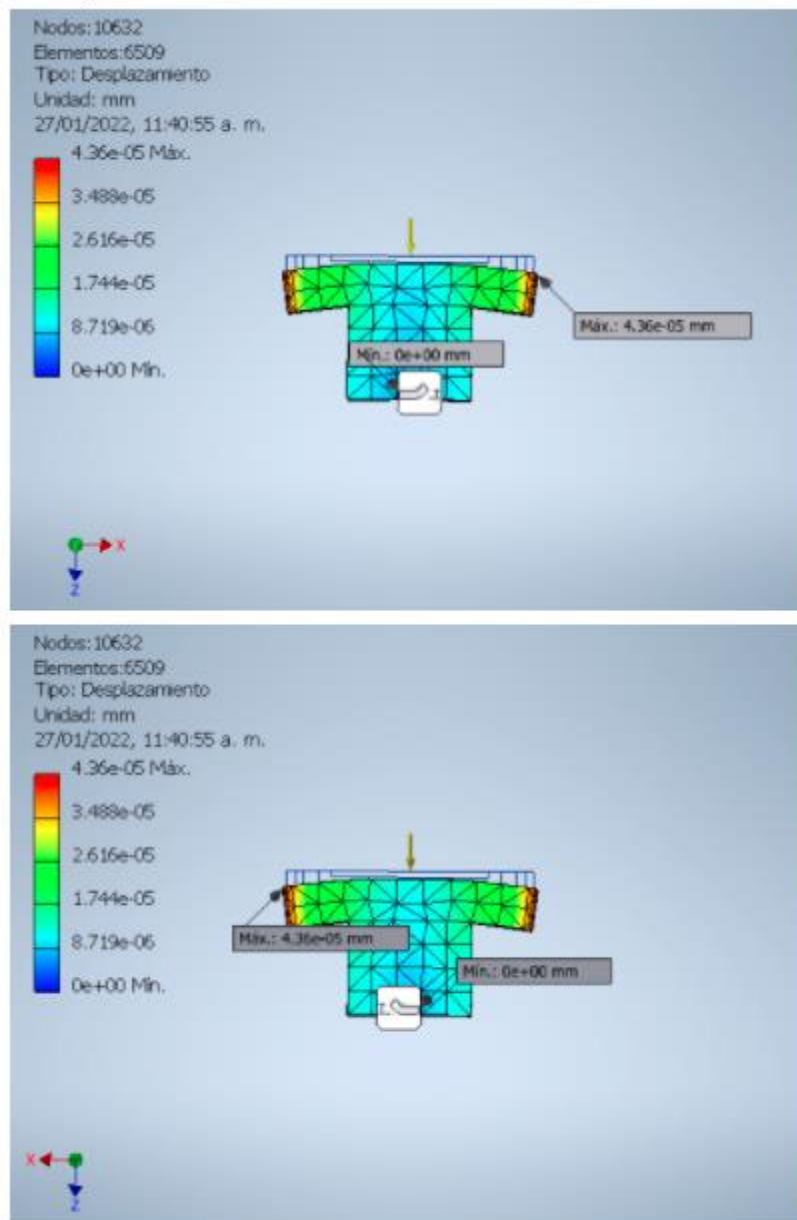 Nodos:10632
Elementos:6509
Tipo: Desplazamiento
Unidad: mm
27/01/2022, 11:40:55 a. m.
4.36e-05 Máx.
3.488e-05
2.616e-05
1.744e-05
8.719e-06
0e+00 Mín.
Máx.: 4.36e-05 mm
Mín.: 0e+00 mm
X
Z
Nodos:10632
Elementos:6509
Tipo: Desplazamiento
Unidad: mm
27/01/2022, 11:40:55 a. m.
4.36e-05 Máx.
3.488e-05
2.616e-05
1.744e-05
8.719e-06
0e+00 Mín.
Máx.: 4.36e-05 mm
Mín.: 0e+00 mm
X
Z